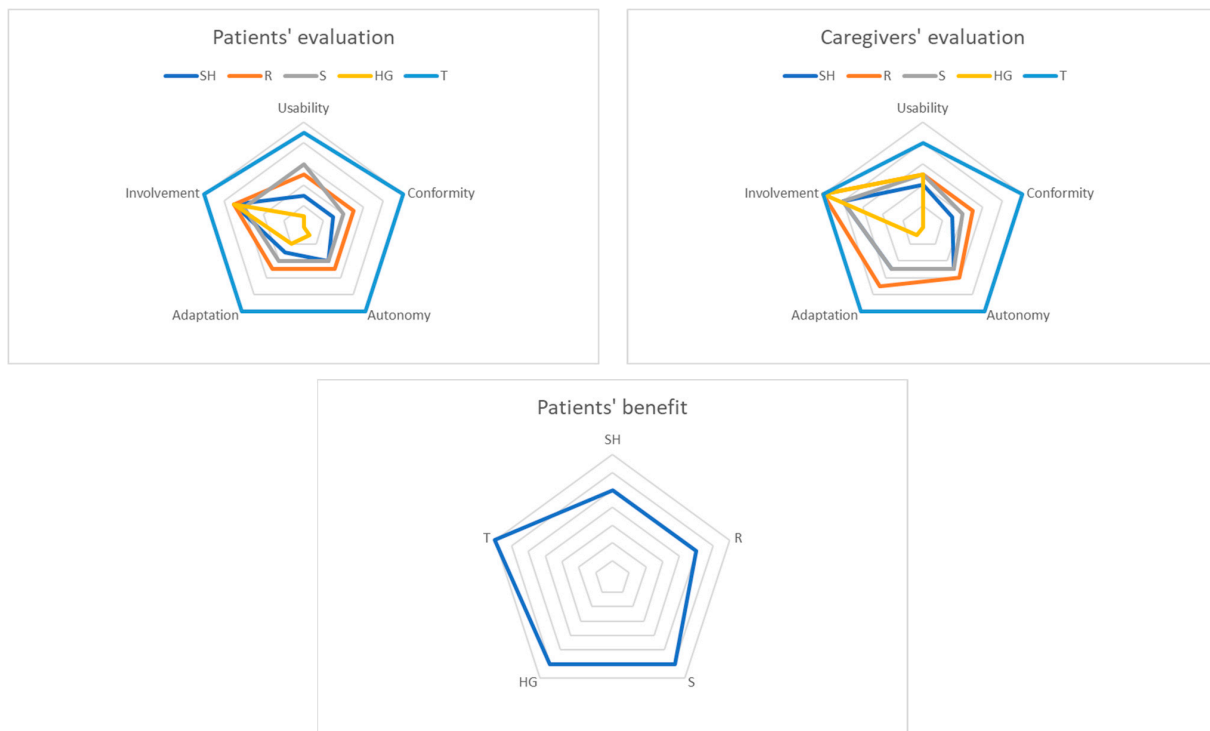 Patients' evaluation
SH R S HG T
Usability
Involvement
Conformity
Adaptation
Autonomy
Caregivers' evaluation
SH R S HG T
Usability
Involvement
Conformity
Adaptation
Autonomy
Patients' benefit
SH
T
R
HG
S